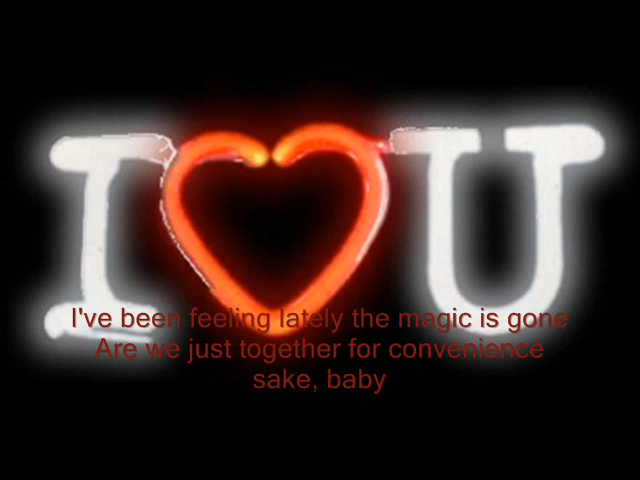 I U
I've been feeling lately the magic is gone
Are we just together for convenience
sake, baby